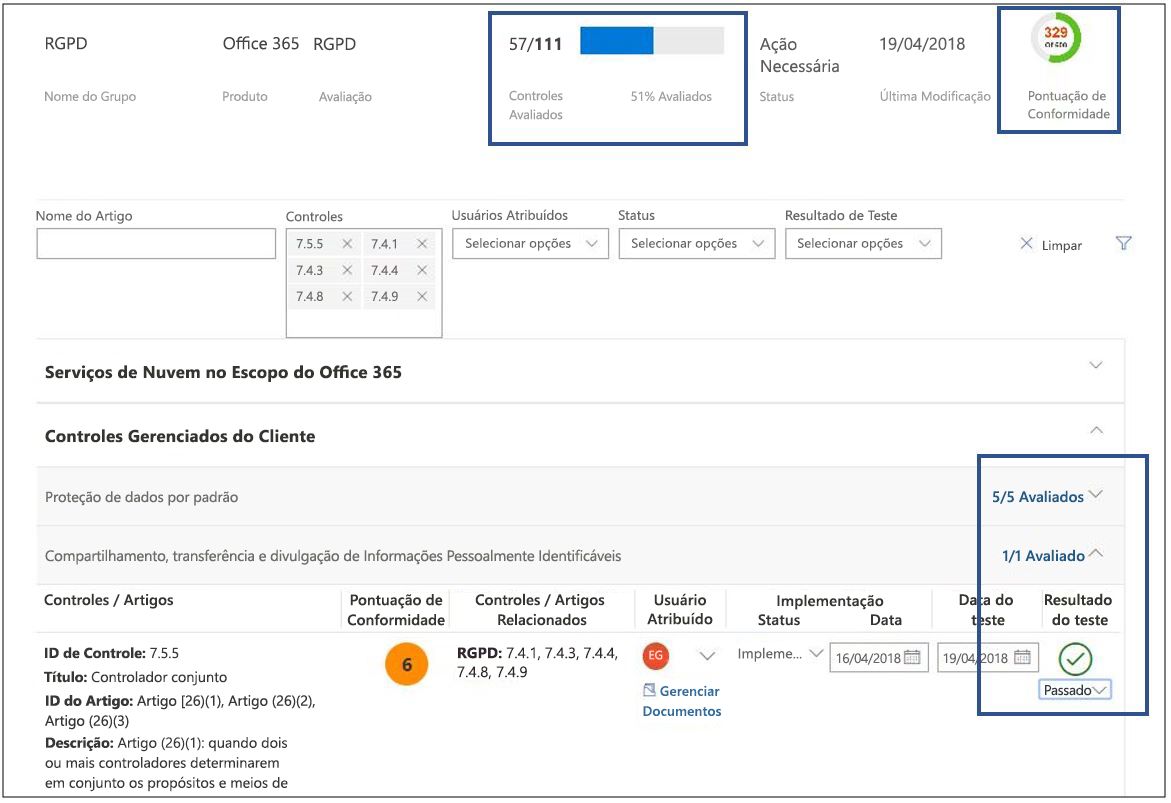 RGPD
Office 365
RGPD
57/111
Ação
Necessária
19/04/2018
329
Of 600
Nome do Grupo
Produto
Avaliação
Controles
Avaliados
51% Avaliados
Status
Última Modificação
Pontuação de
Conformidade
Nome do Artigo
Controles
Usuários Atribuídos
Status
Resultado de Teste
7.5.5
7.4.1
Selecionar opções
Selecionar opções
Selecionar opções
Limpar
7.4.3
7.4.4
7.4.8
7.4.9
Serviços de Nuvem no Escopo do Office 365
Controles Gerenciados do Cliente
Proteção de dados por padrão
5/5 Avaliados
Compartilhamento, transferência e divulgação de Informações Pessoalmente Identificáveis
1/1 Avaliado
Controles / Artigos
Pontuação de
Conformidade
Controles / Artigos
Relacionados
Usuário
Atribuído
Implementação
Status
Data
Data do
teste
Resultado
do teste
ID de Controle: 7.5.5
Título: Controlador conjunto
ID do Artigo: Artigo [26)(1), Artigo (26)(2),
Artigo (26)(3)
Descrição: Artigo (26)(1): quando dois
ou mais controladores determinarem
em conjunto os propósitos e meios de
6
RGPD: 7.4.1, 7.4.3, 7.4.4,
7.4.8, 7.4.9
EG
Gerenciar
Documentos
Impleme...
16/04/2018
19/04/2018
Passado